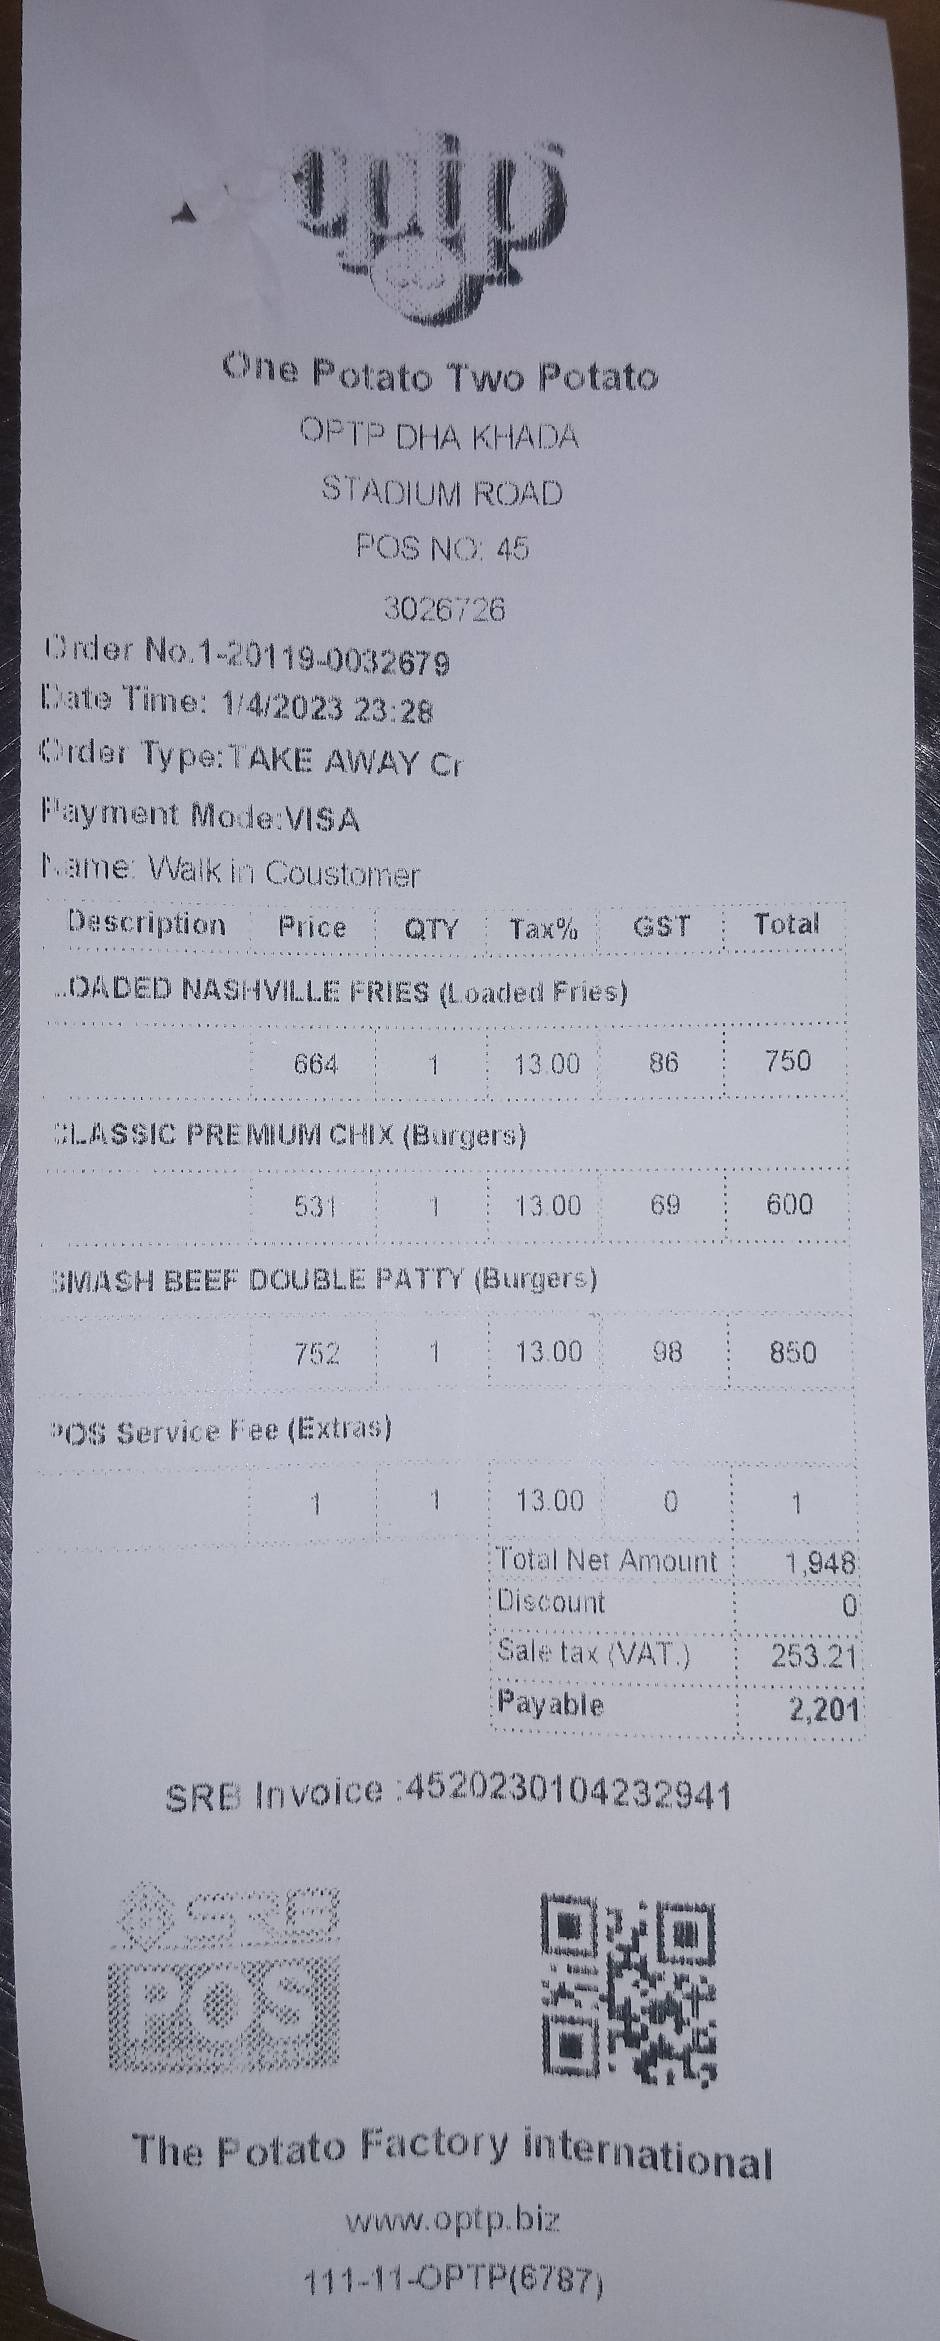 optp
One Potato Two Potato
OPTP DHA KHADA
STADIUM ROAD
POS NO: 45
3026726
Order No.1-20119-0032679
Date Time: 1/4/2023 23:28
Order Type:TAKE AWAY Cr
Payment Mode:VISA
Name: Walk in Coustomer
Description Price QTY Tax% GST Total
LOADED NASHVILLE FRIES (Loaded Fries)
664 1 13.00 86 750
CLASSIC PREMIUM CHIX (Burgers)
531 1 13.00 69 600
SMASH BEEF DOUBLE PATTY (Burgers)
752 1 13.00 98 850
POS Service Fee (Extras)
1 1 13.00 0 1
Total Net Amount 1,948
Discount 0
Sale tax (VAT.) 253.21
Payable 2,201
SRB Invoice :4520230104232941
SRB
POS
The Potato Factory international
www.optp.biz
111-11-OPTP(6787)